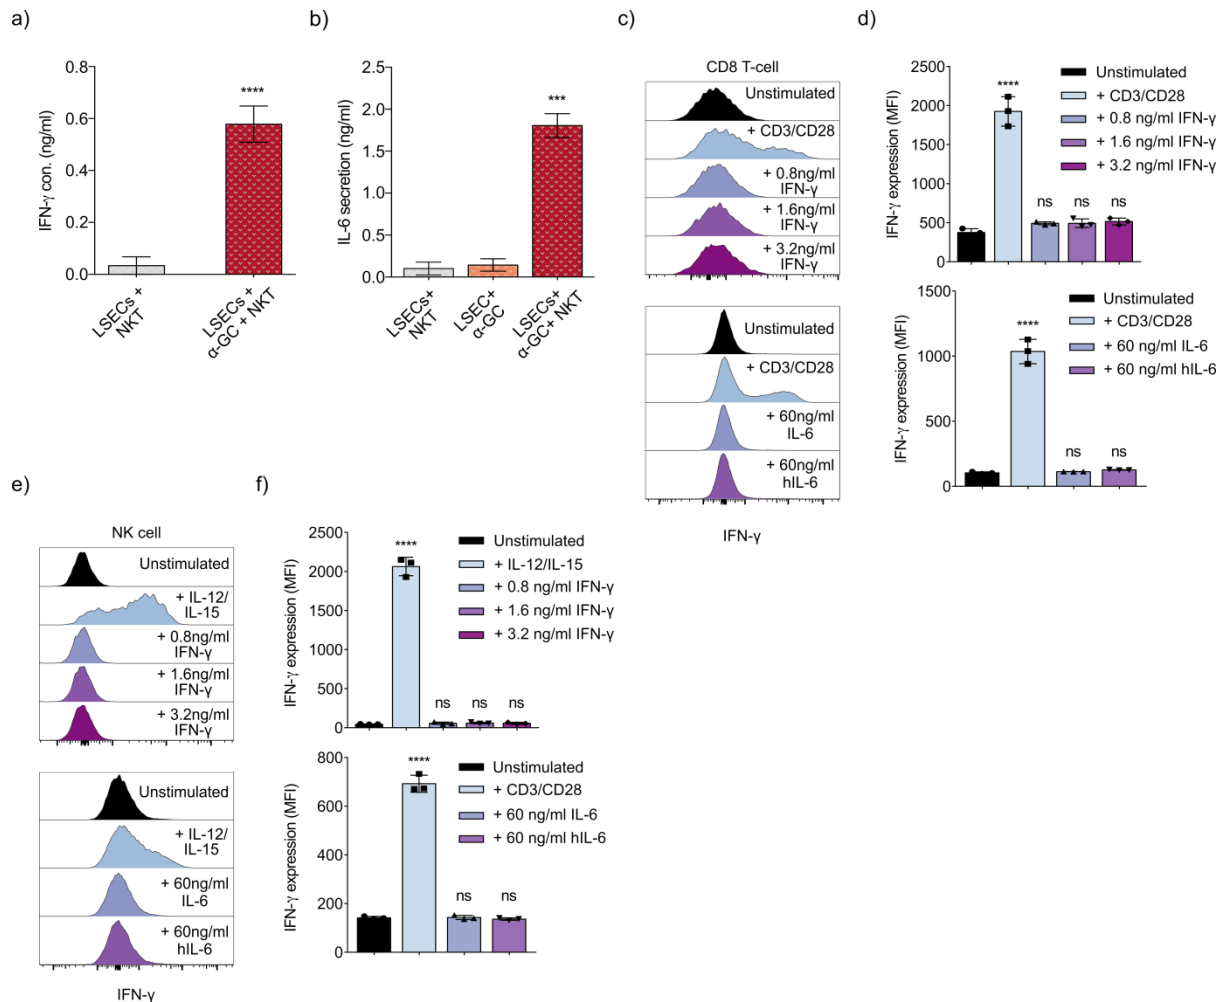 a)
b)
c)
d)
0.8
0.6
0.4
0.2
0.0
IFN-γ con. (ng/ml)
****
LSECs +
NKT
LSECs +
α-GC + NKT
2.5
2.0
1.5
1.0
0.5
0.0
IL-6 secretion (ng/ml)
***
LSECs+
NKT
LSEC+
α-GC
LSECs+
α-GC+ NKT
CD8 T-cell
Unstimulated
+ CD3/CD28
+ 0.8ng/ml
IFN-γ
+ 1.6ng/ml
IFN-γ
+ 3.2ng/ml
IFN-γ
Unstimulated
+ CD3/CD28
+ 60ng/ml
IL-6
+ 60ng/ml
hIL-6
IFN-γ
2500
2000
1500
1000
500
0
IFN-γ expression (MFI)
****
ns
ns
ns
Unstimulated
+ CD3/CD28
+ 0.8 ng/ml IFN-γ
+ 1.6 ng/ml IFN-γ
+ 3.2 ng/ml IFN-γ
1500
1000
500
0
IFN-γ expression (MFI)
****
ns
ns
Unstimulated
+ CD3/CD28
+ 60 ng/ml IL-6
+ 60 ng/ml hIL-6
e)
f)
NK cell
Unstimulated
+ IL-12/
IL-15
+ 0.8ng/ml
IFN-γ
+ 1.6ng/ml
IFN-γ
+ 3.2ng/ml
IFN-γ
Unstimulated
+ IL-12/
IL-15
+ 60ng/ml
IL-6
+ 60ng/ml
hIL-6
IFN-γ
2500
2000
1500
1000
500
0
IFN-γ expression (MFI)
****
ns
ns
ns
Unstimulated
+ IL-12/IL-15
+ 0.8 ng/ml IFN-γ
+ 1.6 ng/ml IFN-γ
+ 3.2 ng/ml IFN-γ
800
600
400
200
0
IFN-γ expression (MFI)
****
ns
ns
Unstimulated
+ CD3/CD28
+ 60 ng/ml IL-6
+ 60 ng/ml hIL-6